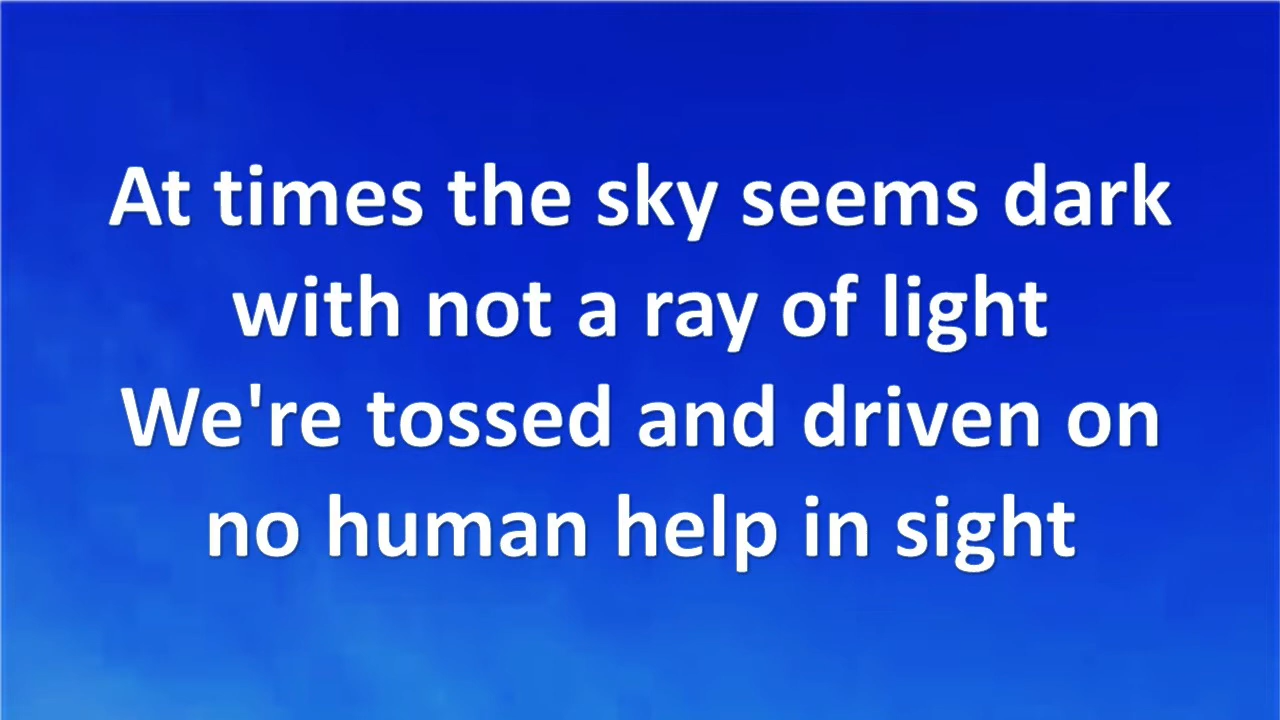 At times the sky seems dark
with not a ray of light
We're tossed and driven on
no human help in sight